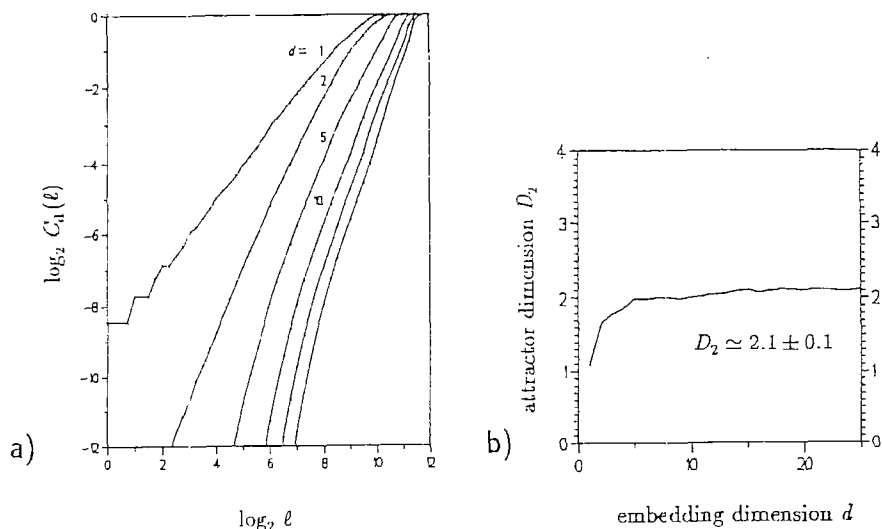 0
-2
-4
-6
-8
-10
-12
0 2 4 6 8 10 12
d = 1
2
5
10
log₂ C_d(ℓ)
log₂ ℓ
a)
4
3
2
1
0
4
3
2
1
0
0 10 20
attractor dimension D₂
D₂ ≃ 2.1 ± 0.1
embedding dimension d
b)